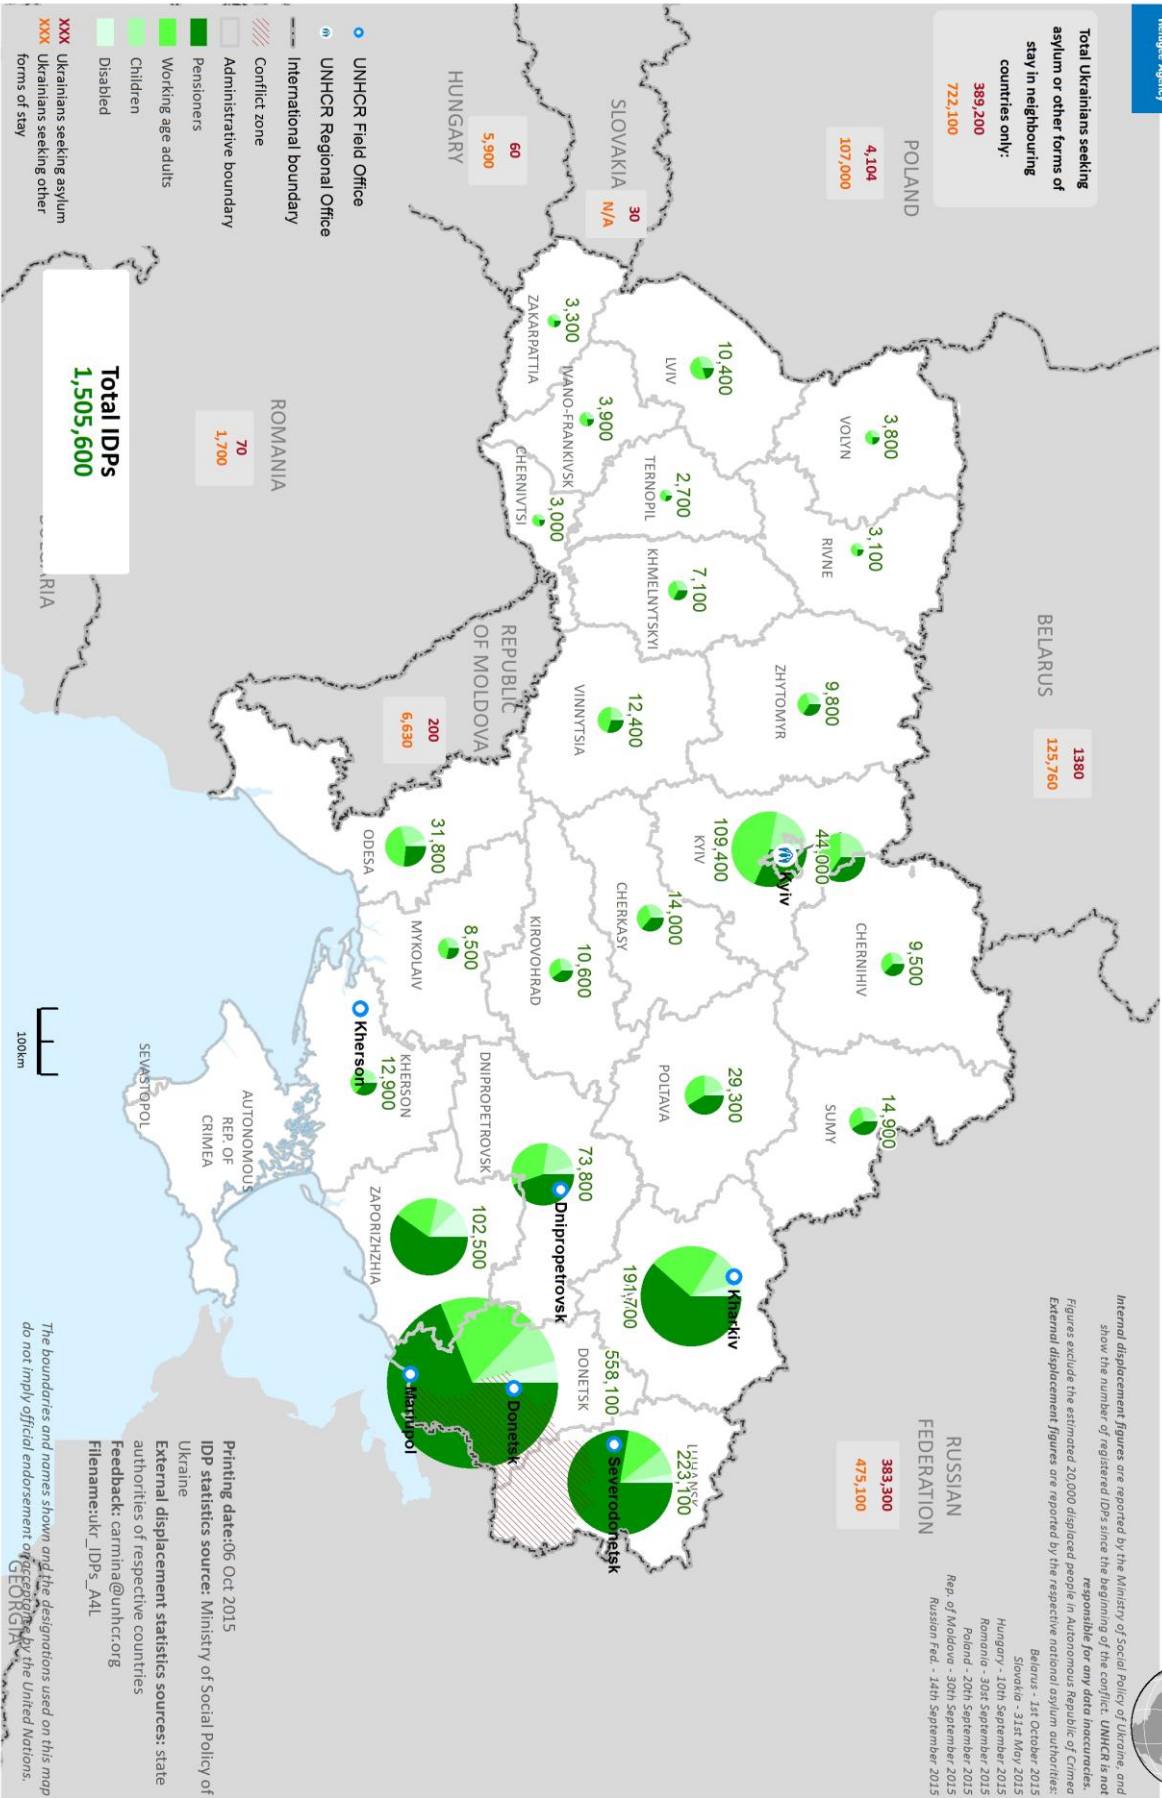 Refugee Agency
Total Ukrainians seeking
asylum or other forms of
stay in neighbouring
countries only:
389,200
722,100
POLAND
4,104
107,000
BELARUS
1380
125,760
SLOVAKIA
30
N/A
HUNGARY
60
5,900
ROMANIA
70
1,700
REPUBLIC
OF MOLDOVA
200
6,630
RUSSIAN
FEDERATION
383,300
475,100
Internal displacement figures are reported by the Ministry of Social Policy of Ukraine, and
show the number of registered IDPs since the beginning of the conflict. UNHCR is not
responsible for any data inaccuracies.
Figures exclude the estimated 20,000 displaced people in Autonomous Republic of Crimea
External displacement figures are reported by the respective national asylum authorities:
Belarus - 1st October 2015
Slovakia - 31st May 2015
Hungary - 10th September 2015
Romania - 30st September 2015
Poland - 20th September 2015
Rep. of Moldova - 30th September 2015
Russian Fed. - 14th September 2015
3,800
VOLYN
3,100
RIVNE
9,800
ZHYTOMYR
44,000
Kyiv
109,400
KYIV
9,500
CHERNIHIV
14,900
SUMY
10,400
LVIV
2,700
TERNOPIL
7,100
KHMELNYTSKYI
12,400
VINNYTSIA
14,000
CHERKASY
29,300
POLTAVA
Kharkiv
191,700
223,100
LUHANSK
Severodonetsk
3,300
ZAKARPATTIA
3,900
IVANO-FRANKIVSK
3,000
CHERNIVTSI
10,600
KIROVOHRAD
73,800
Dnipropetrovsk
DNIPROPETROVSK
558,100
DONETSK
Donetsk
Mariupol
31,800
ODESA
8,500
MYKOLAIV
KHERSON
12,900
Kherson
102,500
ZAPORIZHZHIA
AUTONOMOUS
REP. OF
CRIMEA
SEVASTOPOL
UNHCR Field Office
UNHCR Regional Office
International boundary
Conflict zone
Administrative boundary
Pensioners
Working age adults
Children
Disabled
XXX Ukrainians seeking asylum
XXX Ukrainians seeking other
forms of stay
Total IDPs
1,505,600
100km
Printing date:06 Oct 2015
IDP statistics source: Ministry of Social Policy of
Ukraine
External displacement statistics sources: state
authorities of respective countries
Feedback: carmina@unhcr.org
Filename:ukr_IDPs_A4L
The boundaries and names shown and the designations used on this map
do not imply official endorsement or acceptance by the United Nations.
GEORGIA